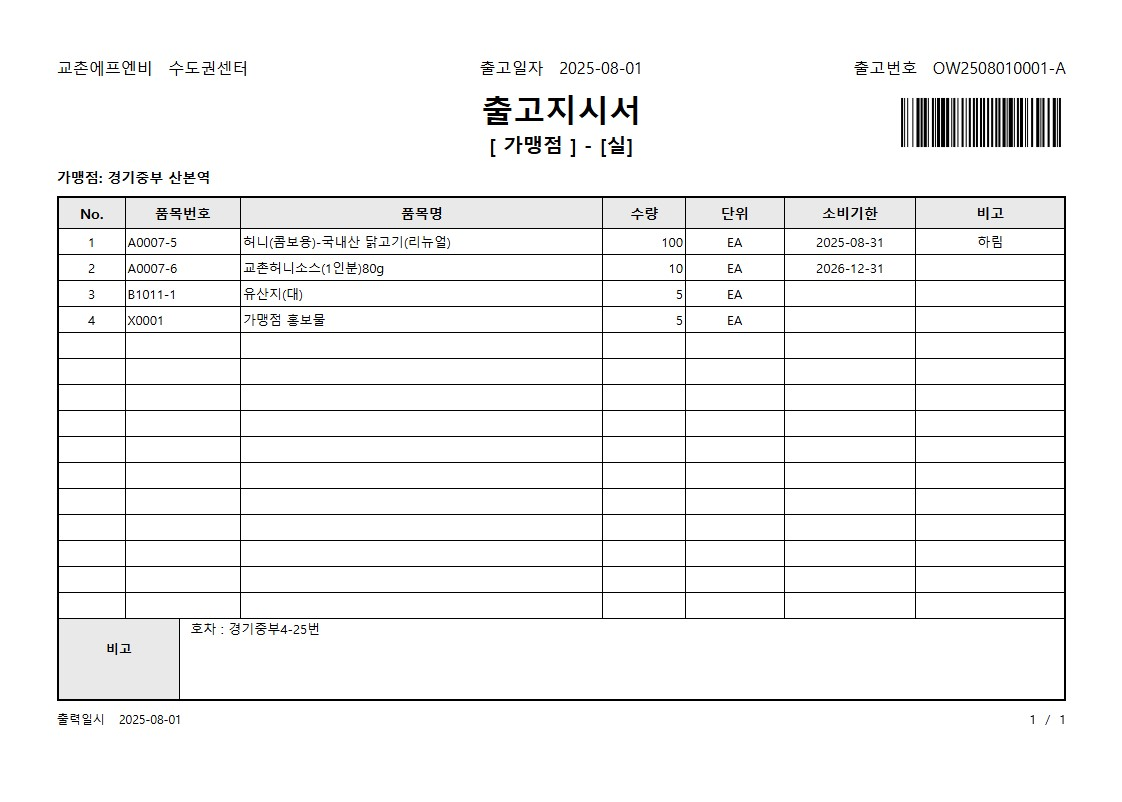 교촌에프엔비 수도권센터 출고일자 2025-08-01 출고번호 OW2508010001-A
출고지시서
[ 가맹점 ] - [실]
가맹점: 경기중부 산본역
No. 품목번호 품목명 수량 단위 소비기한 비고
1 A0007-5 허니(콤보용)-국내산 닭고기(리뉴얼) 100 EA 2025-08-31 하림
2 A0007-6 교촌허니소스(1인분)80g 10 EA 2026-12-31
3 B1011-1 유산지(대) 5 EA
4 X0001 가맹점 홍보물 5 EA
비고 호차 : 경기중부4-25번
출력일시 2025-08-01 1 / 1